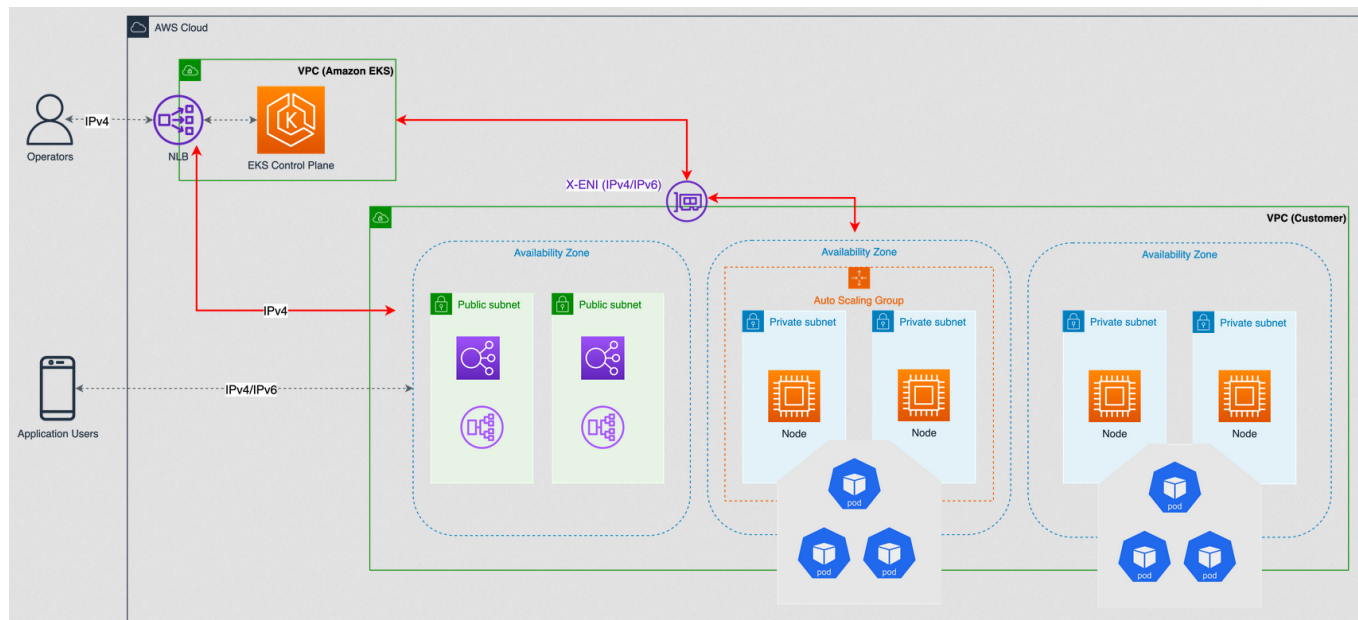 AWS Cloud
VPC (Amazon EKS)
IPv4
Operators
NLB
EKS Control Plane
X-ENI (IPv4/IPv6)
VPC (Customer)
Availability Zone
Availability Zone
Availability Zone
Auto Scaling Group
Public subnet
Public subnet
IPv4
Private subnet
Private subnet
Private subnet
Private subnet
IPv4/IPv6
Application Users
Node
Node
Node
Node
pod
pod
pod
pod
pod
pod